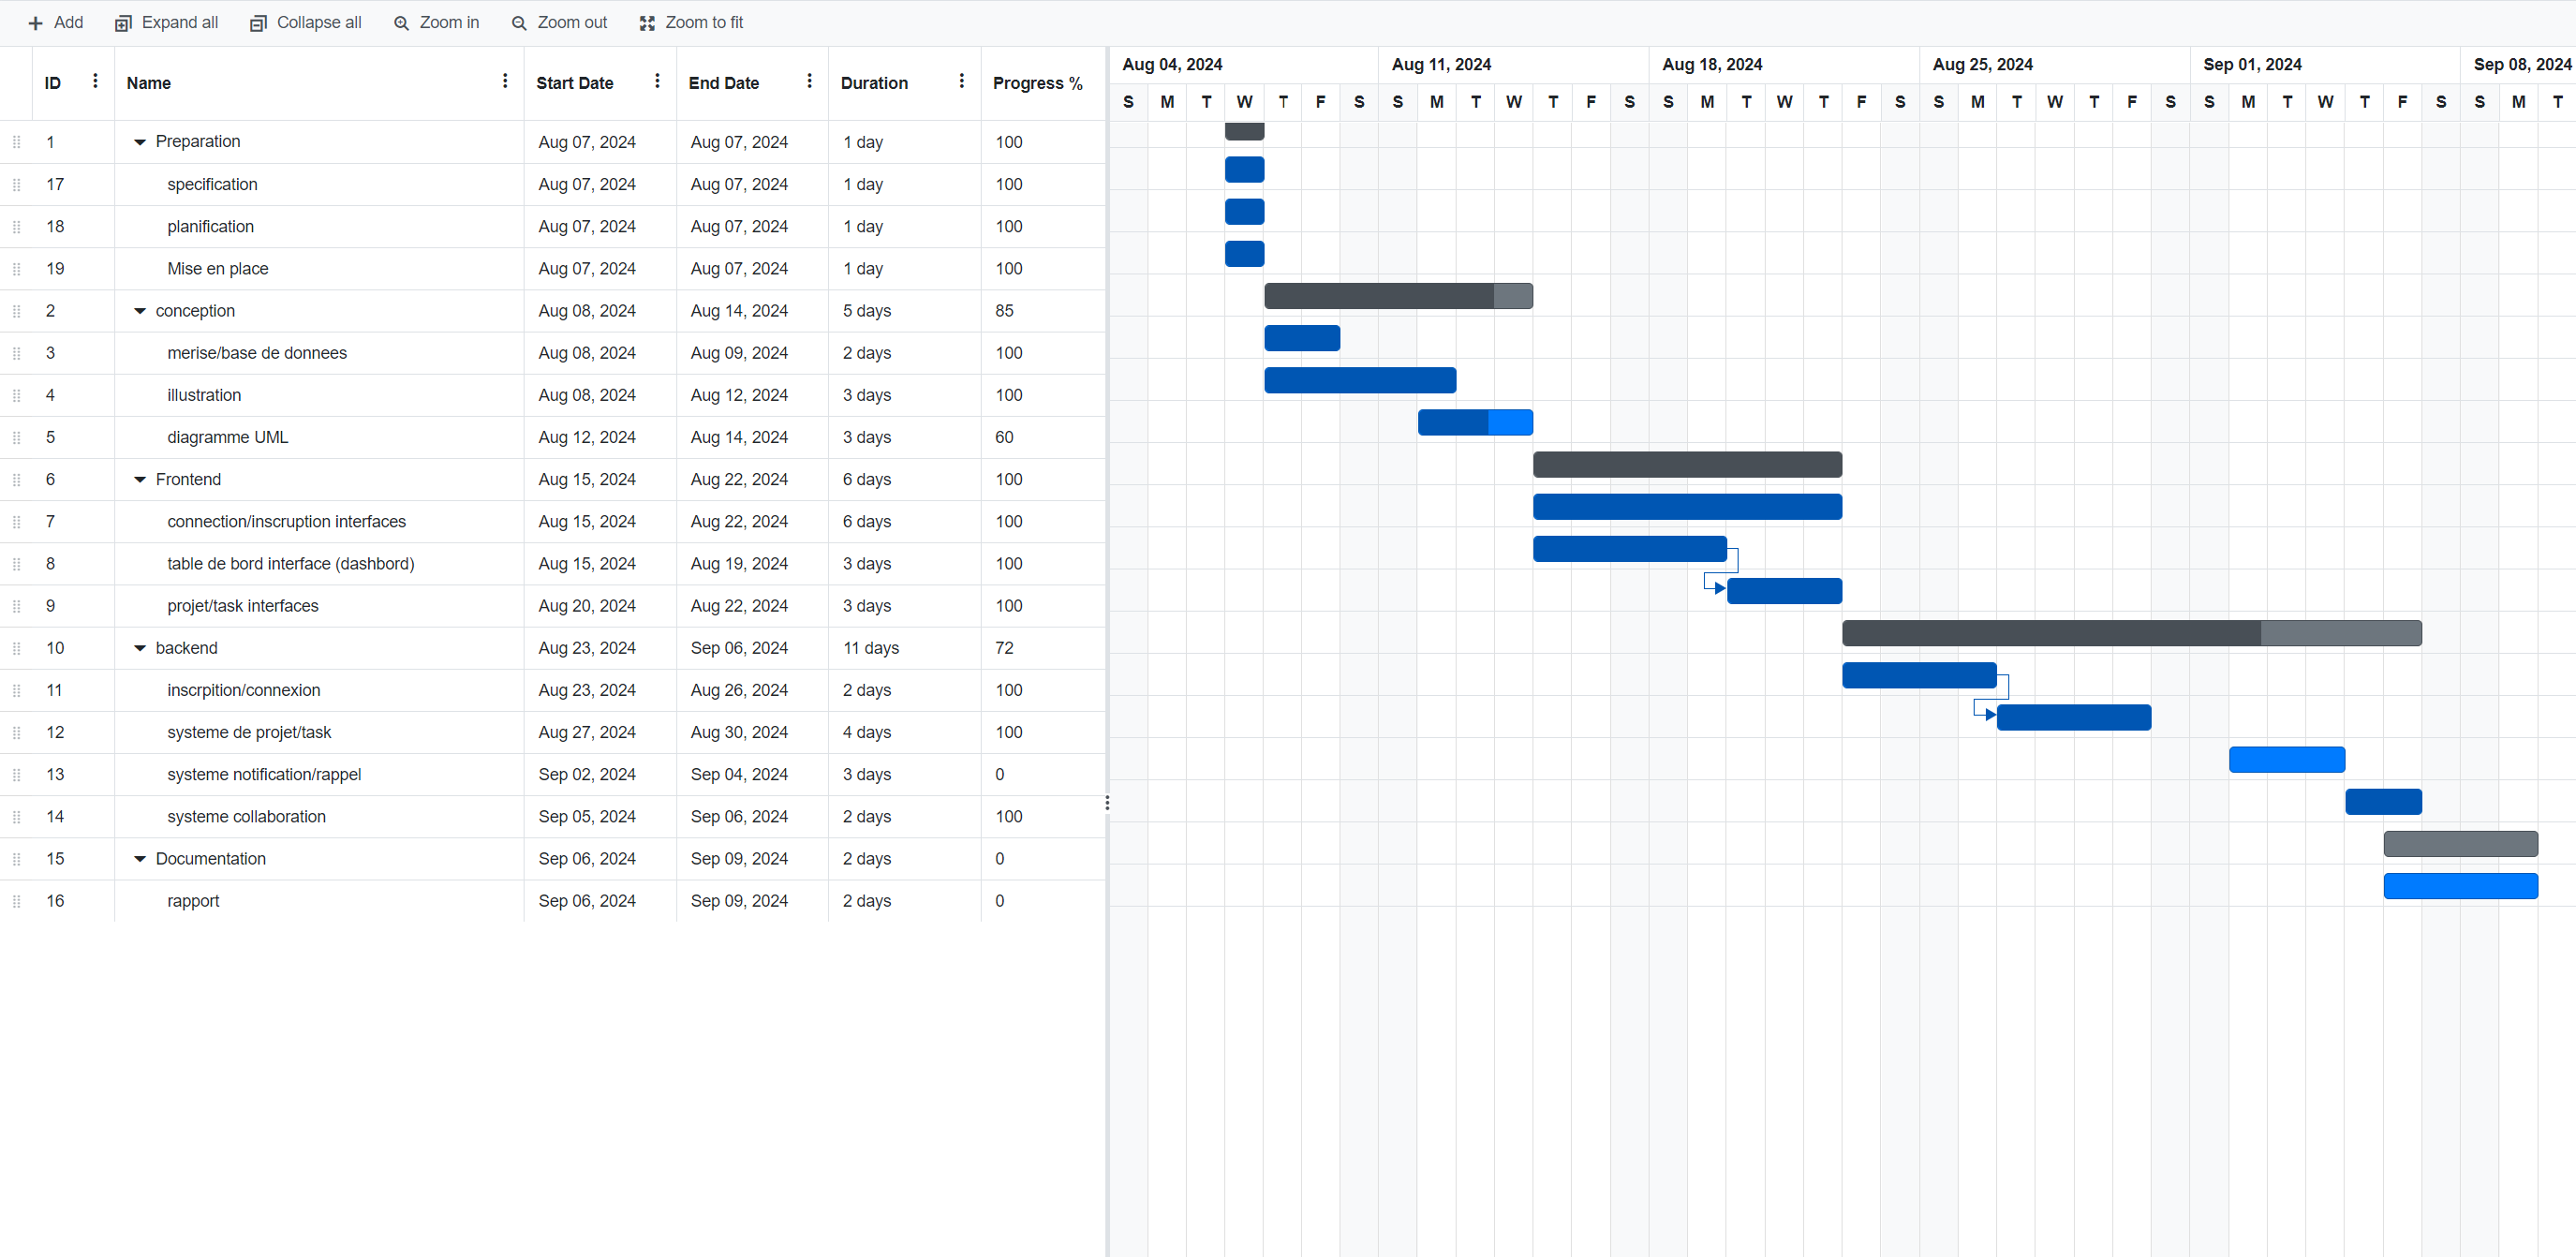 Add Expand all Collapse all Zoom in Zoom out Zoom to fit
ID Name Start Date End Date Duration Progress %
Aug 04, 2024 Aug 11, 2024 Aug 18, 2024 Aug 25, 2024 Sep 01, 2024 Sep 08, 2024
S M T W T F S S M T W T F S S M T W T F S S M T W T F S S M T W T F S S M T
1 Preparation Aug 07, 2024 Aug 07, 2024 1 day 100
17 specification Aug 07, 2024 Aug 07, 2024 1 day 100
18 planification Aug 07, 2024 Aug 07, 2024 1 day 100
19 Mise en place Aug 07, 2024 Aug 07, 2024 1 day 100
2 conception Aug 08, 2024 Aug 14, 2024 5 days 85
3 merise/base de donnees Aug 08, 2024 Aug 09, 2024 2 days 100
4 illustration Aug 08, 2024 Aug 12, 2024 3 days 100
5 diagramme UML Aug 12, 2024 Aug 14, 2024 3 days 60
6 Frontend Aug 15, 2024 Aug 22, 2024 6 days 100
7 connection/inscruption interfaces Aug 15, 2024 Aug 22, 2024 6 days 100
8 table de bord interface (dashbord) Aug 15, 2024 Aug 19, 2024 3 days 100
9 projet/task interfaces Aug 20, 2024 Aug 22, 2024 3 days 100
10 backend Aug 23, 2024 Sep 06, 2024 11 days 72
11 inscrpition/connexion Aug 23, 2024 Aug 26, 2024 2 days 100
12 systeme de projet/task Aug 27, 2024 Aug 30, 2024 4 days 100
13 systeme notification/rappel Sep 02, 2024 Sep 04, 2024 3 days 0
14 systeme collaboration Sep 05, 2024 Sep 06, 2024 2 days 100
15 Documentation Sep 06, 2024 Sep 09, 2024 2 days 0
16 rapport Sep 06, 2024 Sep 09, 2024 2 days 0